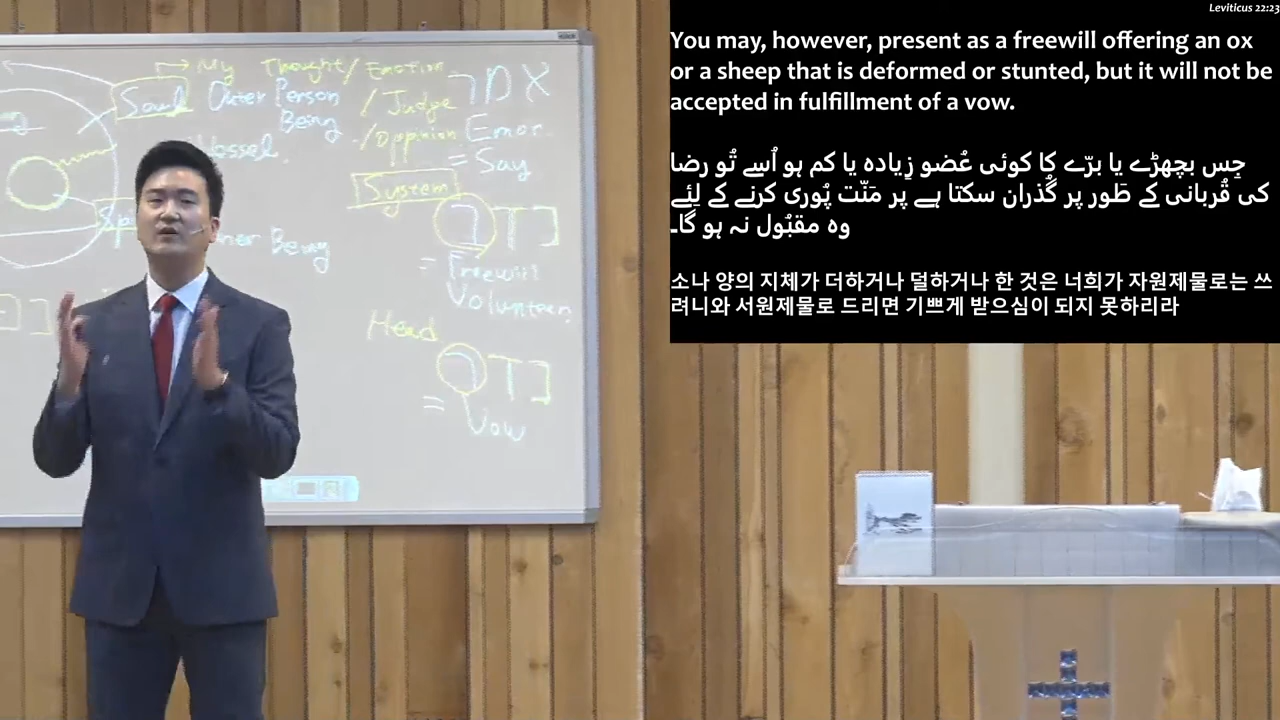 Leviticus 22:23
You may, however, present as a freewill offering an ox
or a sheep that is deformed or stunted, but it will not be
accepted in fulfillment of a vow.
جِس بچھڑے یا برّے کا کوئی عُضو زِیادہ یا کم ہو اُسے تُو رضا
کی قُربانی کے طَور پر گُذران سکتا ہے پر مَنّت پُوری کرنے کے لِئے
وہ مقبُول نہ ہو گا۔
소나 양의 지체가 더하거나 덜하거나 한 것은 너희가 자원제물로는 쓰
려니와 서원제물로 드리면 기쁘게 받으심이 되지 못하리라
My Thought / Emotion
Soul Outer Person
Being
/ Judge
/ Oppinion
Vessel.
System
אמר
Emor.
= Say
נדב
= Freewill
Volunteer.
Being
Head
נדר
= Vow